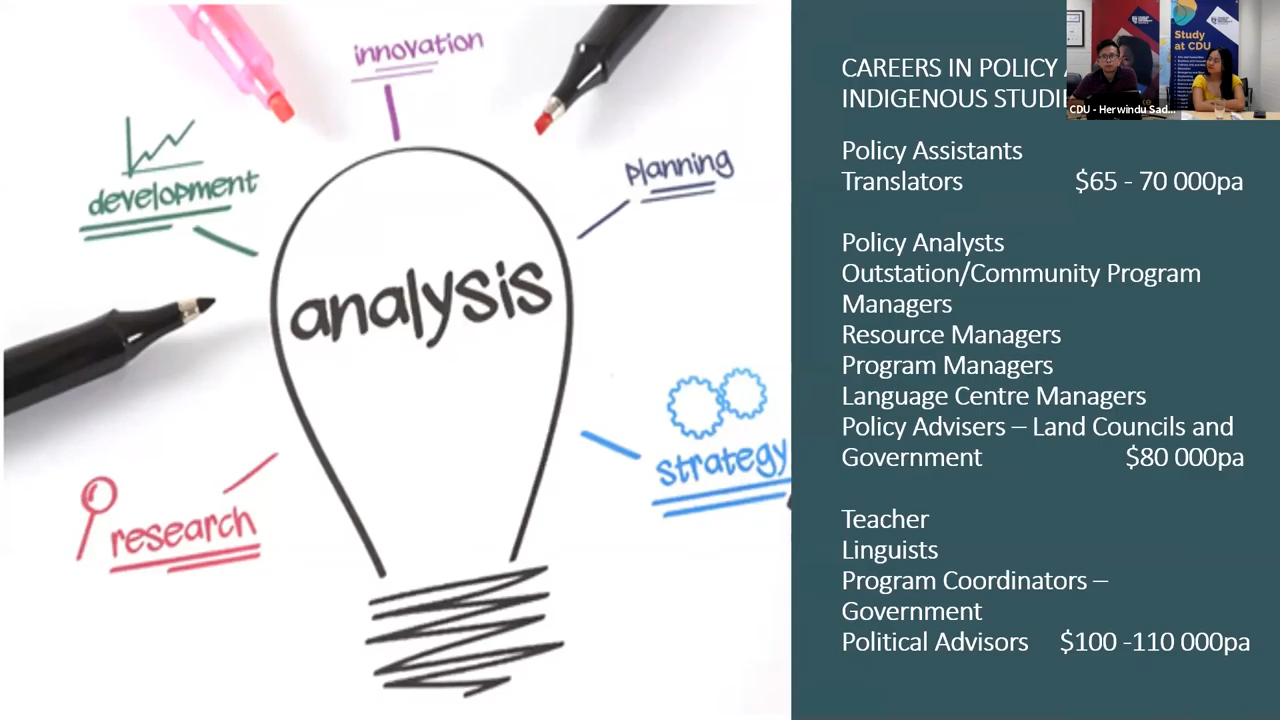 innovation
development
planning
analysis
strategy
research
CAREERS IN POLICY
INDIGENOUS
Policy Assistants
Translators $65 - 70 000pa
Policy Analysts
Outstation/Community Program
Managers
Resource Managers
Program Managers
Language Centre Managers
Policy Advisers – Land Councils and
Government $80 000pa
Teacher
Linguists
Program Coordinators –
Government
Political Advisors $100 -110 000pa
Study
at CDU
CDU - Herwindu Sad...